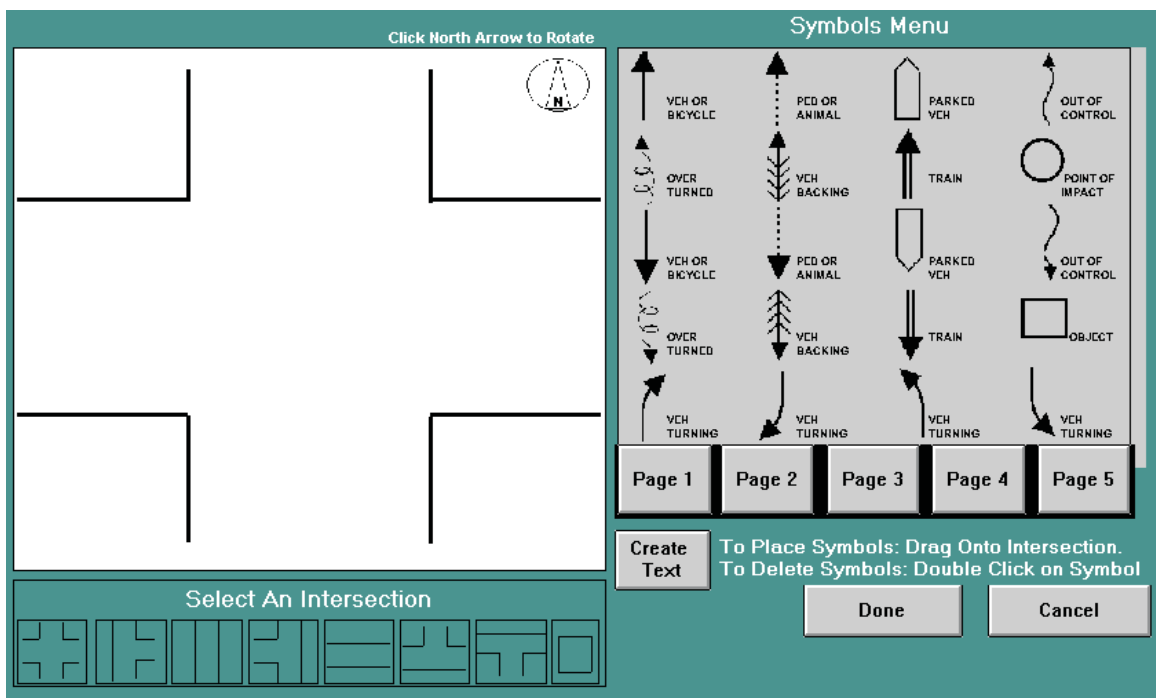 Click North Arrow to Rotate
N
Symbols Menu
VEH OR
BICYCLE
PED OR
ANIMAL
PARKED
VEH
OUT OF
CONTROL
OVER
TURNED
VEH
BACKING
TRAIN
POINT OF
IMPACT
VEH OR
BICYCLE
PED OR
ANIMAL
PARKED
VEH
OUT OF
CONTROL
OVER
TURNED
VEH
BACKING
TRAIN
OBJECT
VEH
TURNING
VEH
TURNING
VEH
TURNING
VEH
TURNING
Page 1
Page 2
Page 3
Page 4
Page 5
Create
Text
To Place Symbols: Drag Onto Intersection.
To Delete Symbols: Double Click on Symbol
Done
Cancel
Select An Intersection